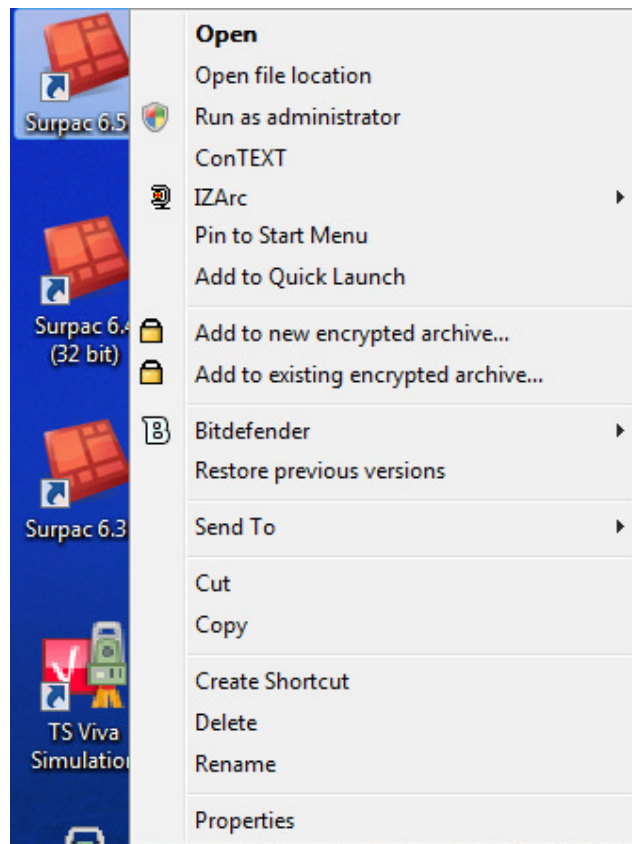 Surpac 6.5
Surpac 6.4
(32 bit)
Surpac 6.3
TS Viva
Simulation
Open
Open file location
Run as administrator
ConTEXT
IZArc
Pin to Start Menu
Add to Quick Launch
Add to new encrypted archive...
Add to existing encrypted archive...
Bitdefender
Restore previous versions
Send To
Cut
Copy
Create Shortcut
Delete
Rename
Properties